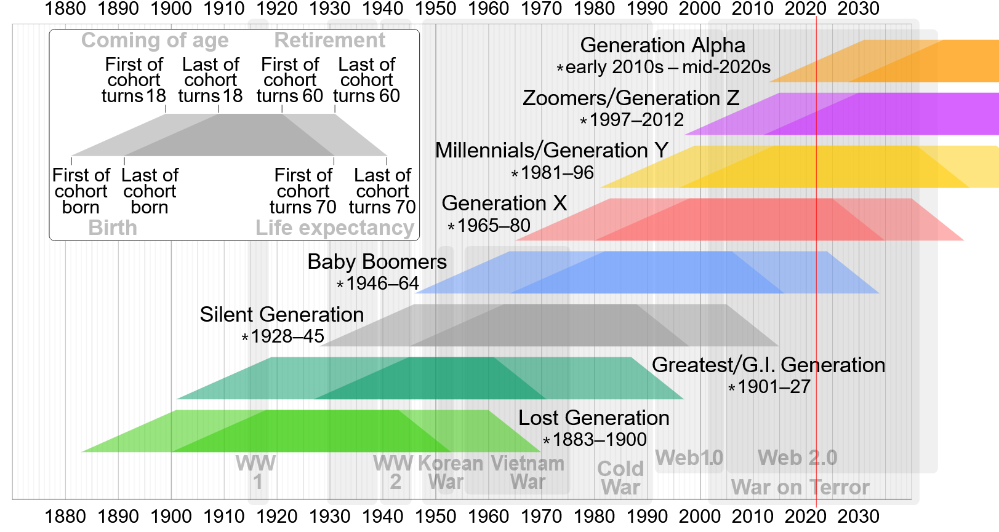 1880 1890 1900 1910 1920 1930 1940 1950 1960 1970 1980 1990 2000 2010 2020 2030
Coming of age
Retirement
First of
cohort
turns 18
Last of
cohort
turns 18
First of
cohort
turns 60
Last of
cohort
turns 60
First of
cohort
born
Last of
cohort
born
First of
cohort
turns 70
Last of
cohort
turns 70
Birth
Life expectancy
Generation Alpha
*early 2010s – mid-2020s
Zoomers/Generation Z
*1997–2012
Millennials/Generation Y
*1981–96
Generation X
*1965–80
Baby Boomers
*1946–64
Silent Generation
*1928–45
Greatest/G.I. Generation
*1901–27
Lost Generation
*1883–1900
WW
1
WW
2
Korean
War
Vietnam
War
Cold
War
Web1.0
Web 2.0
War on Terror
1880 1890 1900 1910 1920 1930 1940 1950 1960 1970 1980 1990 2000 2010 2020 2030